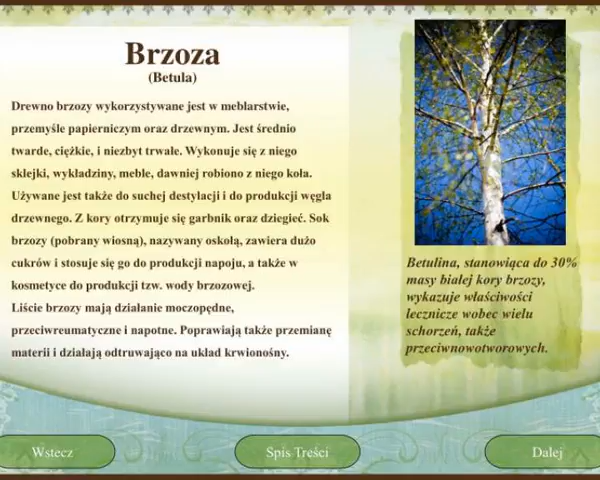 Brzoza
(Betula)
Drewno brzozy wykorzystywane jest w meblarstwie,
przemyśle papierniczym oraz drzewnym. Jest średnio
twarde, ciężkie, i niezbyt trwałe. Wykonuje się z niego
sklejki, wykładziny, meble, dawniej robiono z niego koła.
Używane jest także do suchej destylacji i do produkcji węgla
drzewnego. Z kory otrzymuje się garbnik oraz dziegieć. Sok
brzozy (pobrany wiosną), nazywany oskołą, zawiera dużo
cukrów i stosuje się go do produkcji napoju, a także w
kosmetyce do produkcji tzw. wody brzozowej.
Liście brzozy mają działanie moczopędne,
przeciwreumatyczne i napotne. Poprawiają także przemianę
materii i działają odtruwająco na układ krwionośny.
Betulina, stanowiąca do 30%
masy białej kory brzozy,
wykazuje właściwości
lecznicze wobec wielu
schorzeń, także
przeciwnowotworowych.
Wstecz
Spis Treści
Dalej